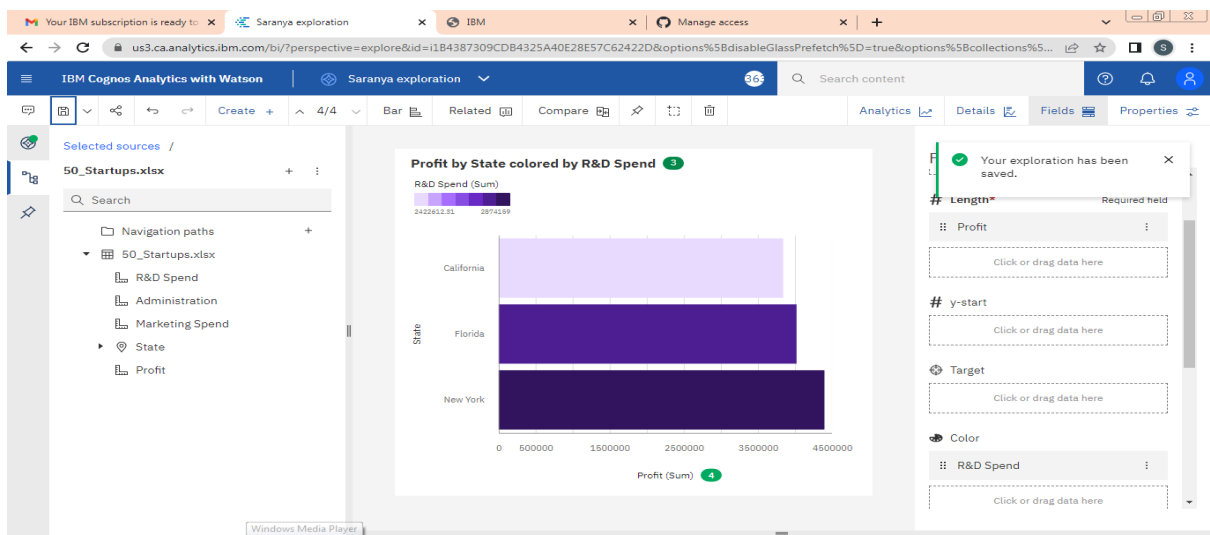 Your IBM subscription is ready to
Saranya exploration
IBM
Manage access
us3.ca.analytics.ibm.com/bi/?perspective=explore&id=i1B4387309CDB4325A40E28E57C62422D&options%5BdisableGlassPrefetch%5D=true&options%5Bcollections%5...
S
IBM Cognos Analytics with Watson
Saranya exploration
363
Search content
Create +
4/4
Bar
Related
Compare
Analytics
Details
Fields
Properties
Selected sources /
50_Startups.xlsx
Search
Navigation paths
50_Startups.xlsx
R&D Spend
Administration
Marketing Spend
State
Profit
Profit by State colored by R&D Spend 3
R&D Spend (Sum)
2422612.31 2874159
California
Florida
New York
State
0 500000 1500000 2500000 3500000 4500000
Profit (Sum) 4
Your exploration has been
saved.
# Length*
Required field
Profit
Click or drag data here
# y-start
Click or drag data here
Target
Click or drag data here
Color
R&D Spend
Click or drag data here
Windows Media Player